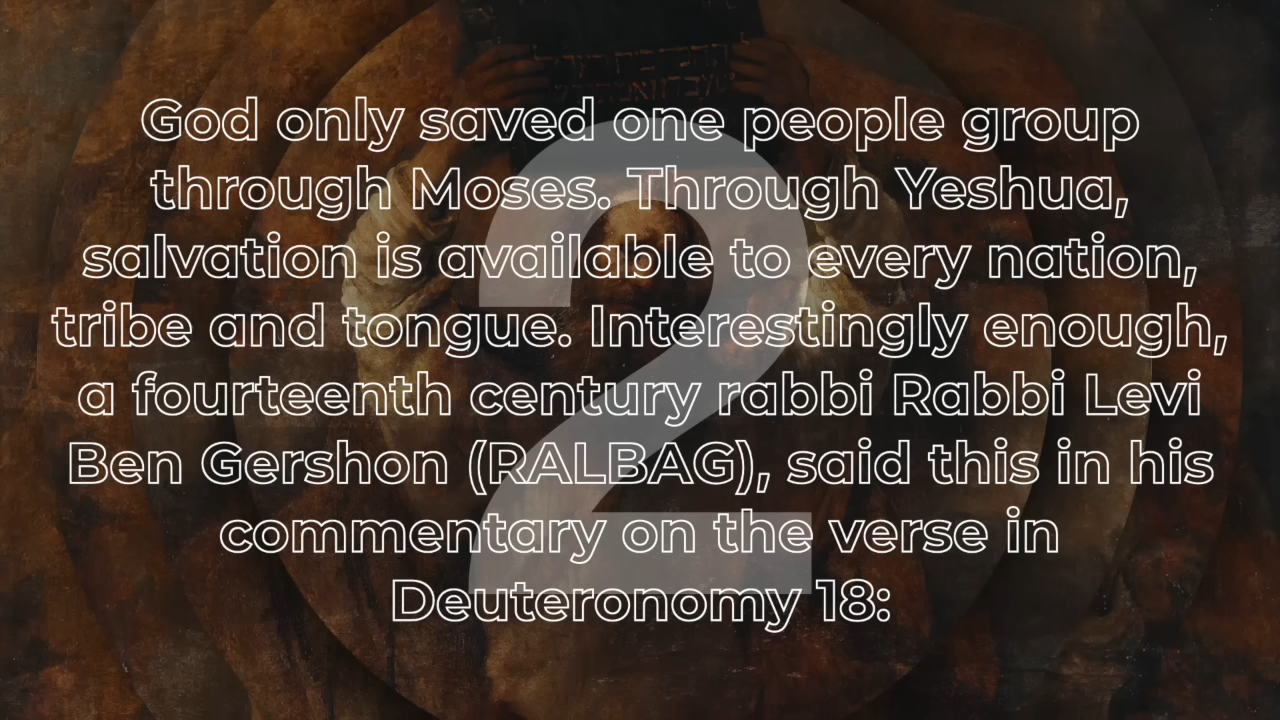 God only saved one people group
through Moses. Through Yeshua,
salvation is available to every nation,
tribe and tongue. Interestingly enough,
a fourteenth century rabbi Rabbi Levi
Ben Gershon (RALBAG), said this in his
commentary on the verse in
Deuteronomy 18:
2